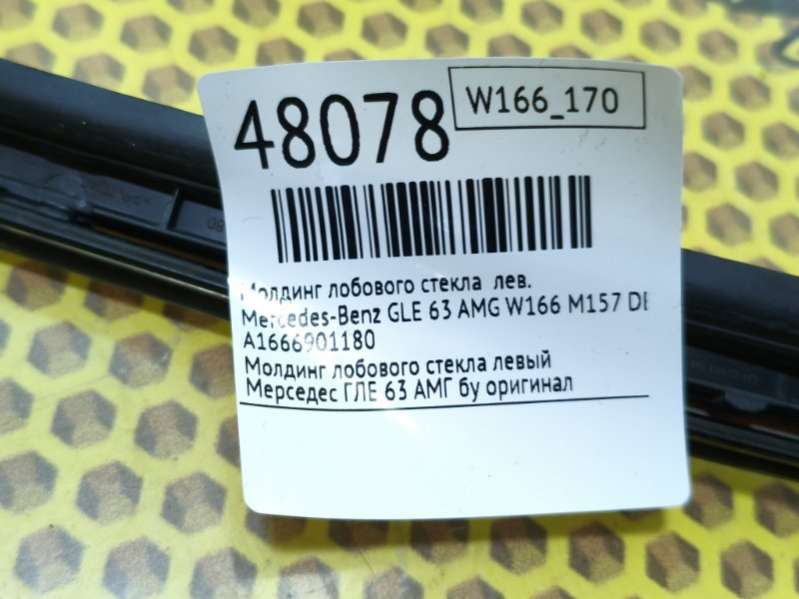 48078
W166_170
Молдинг лобового стекла лев.
Mercedes-Benz GLE 63 AMG W166 M157 DE
A1666901180
Молдинг лобового стекла левый
Мерседес ГЛЕ 63 АМГ бу оригинал